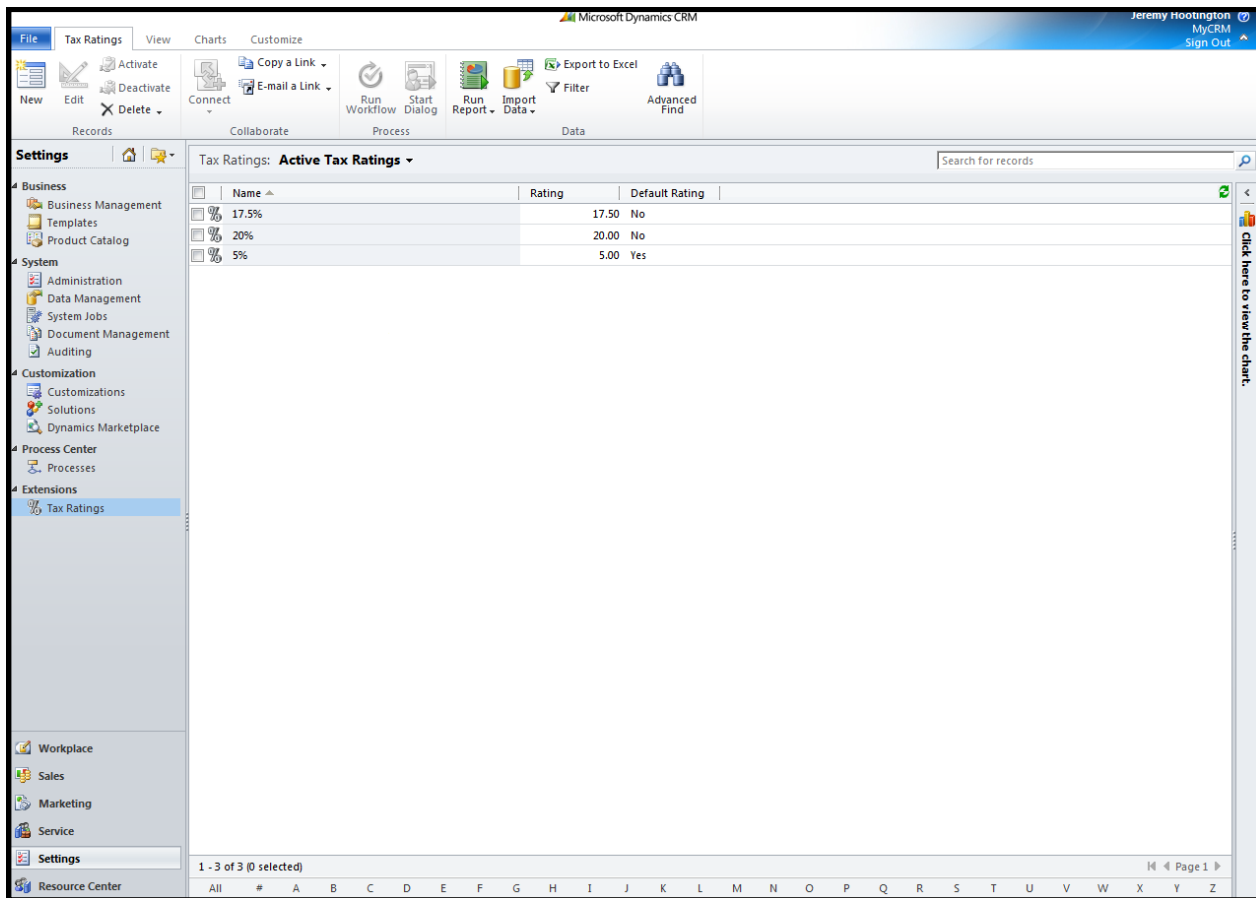 Microsoft Dynamics CRM
Jeremy Hootington
MyCRM
Sign Out
File Tax Ratings View Charts Customize
New
Edit
Activate
Deactivate
Delete
Records
Connect
Copy a Link
E-mail a Link
Collaborate
Run Workflow
Start Dialog
Process
Run Report
Import Data
Export to Excel
Filter
Advanced Find
Data
Settings
Business
Business Management
Templates
Product Catalog
System
Administration
Data Management
System Jobs
Document Management
Auditing
Customization
Customizations
Solutions
Dynamics Marketplace
Process Center
Processes
Extensions
Tax Ratings
Workplace
Sales
Marketing
Service
Settings
Resource Center
Tax Ratings: Active Tax Ratings
Search for records
Name Rating Default Rating
17.5% 17.50 No
20% 20.00 No
5% 5.00 Yes
Click here to view the chart.
1 - 3 of 3 (0 selected)
Page 1
All # A B C D E F G H I J K L M N O P Q R S T U V W X Y Z